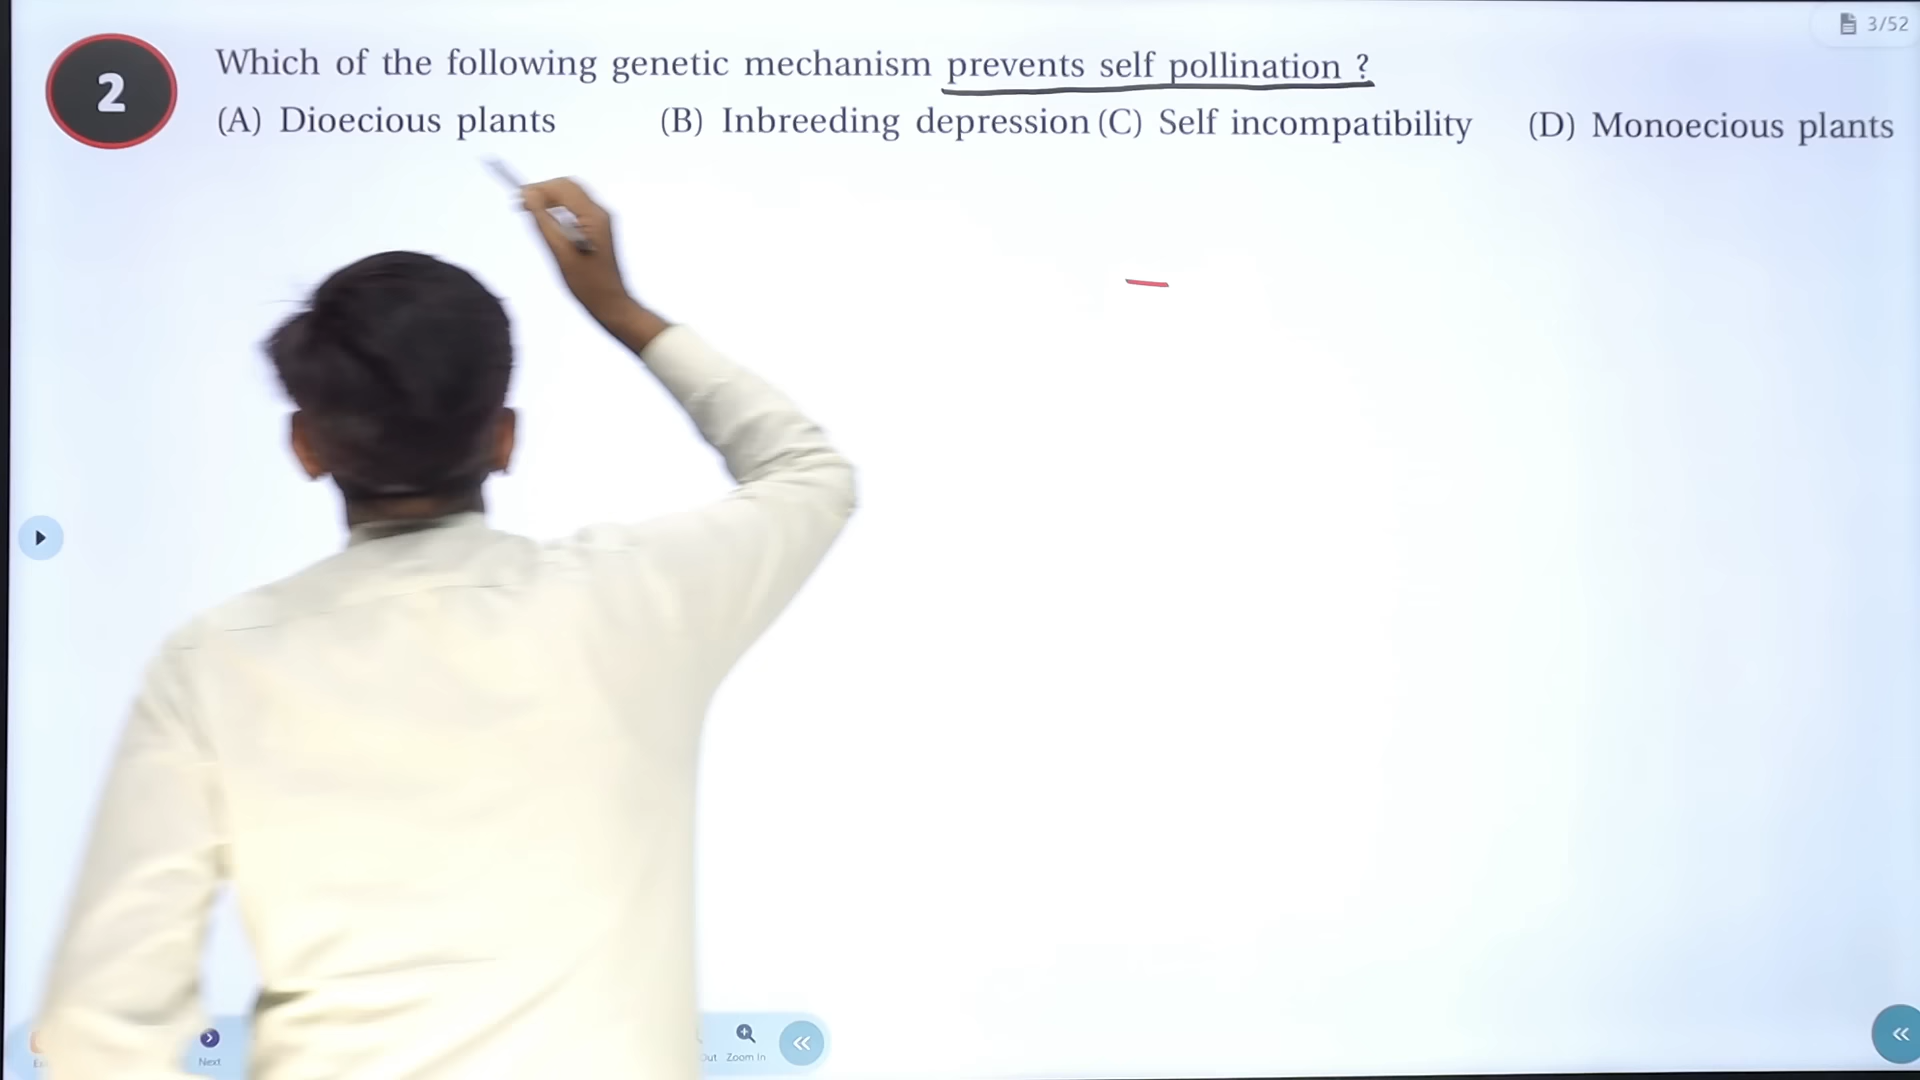 3/52
2
Which of the following genetic mechanism prevents self pollination ?
(A) Dioecious plants (B) Inbreeding depression (C) Self incompatibility (D) Monoecious plants
Next
Zoom In